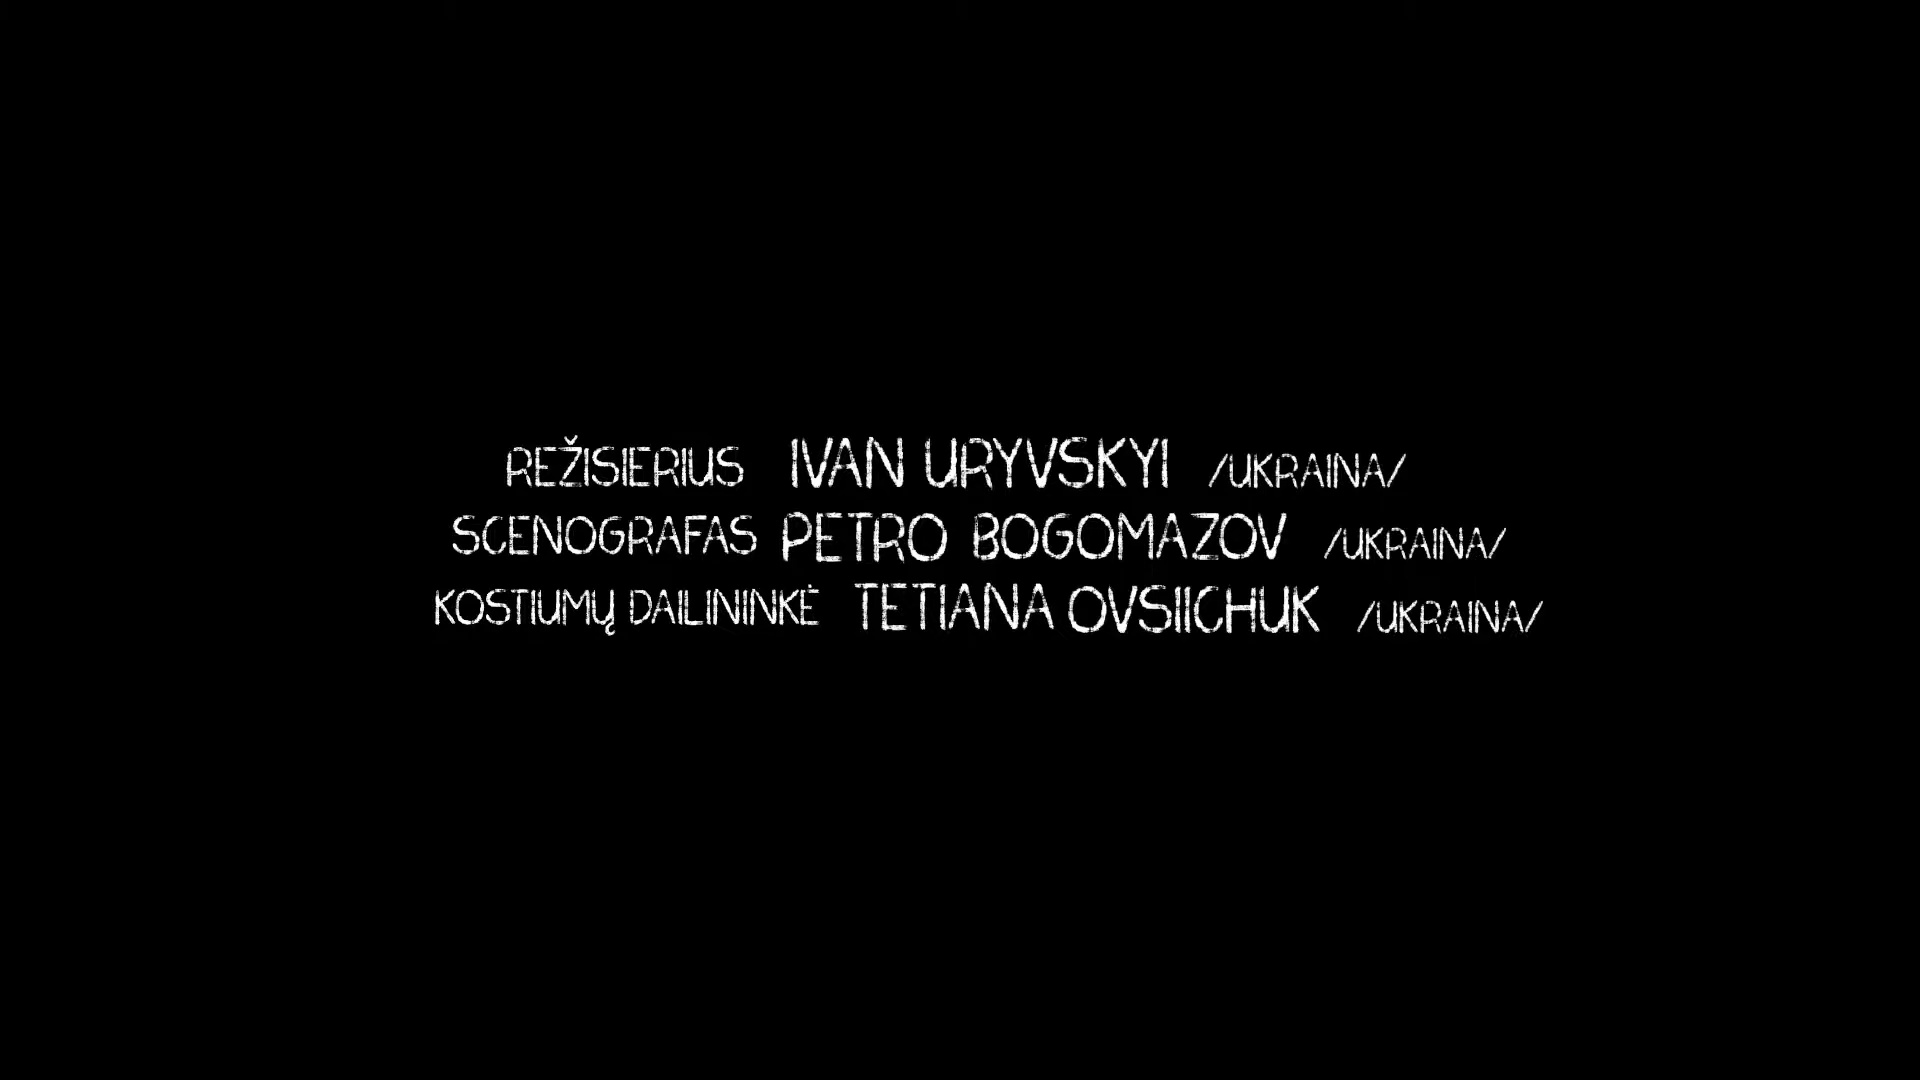 REŽISIERIUS IVAN URYVSKYI /UKRAINA/
SCENOGRAFAS PETRO BOGOMAZOV /UKRAINA/
KOSTIUMŲ DAILININKĖ TETIANA OVSIICHUK /UKRAINA/